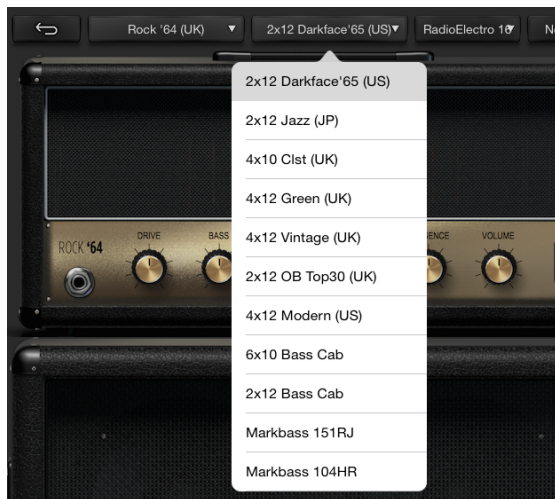 Rock '64 (UK) ▼ 2x12 Darkface'65 (US)▼ RadioElectro 16▼
2x12 Darkface'65 (US)
2x12 Jazz (JP)
4x10 Clst (UK)
4x12 Green (UK)
4x12 Vintage (UK)
2x12 OB Top30 (UK)
4x12 Modern (US)
6x10 Bass Cab
2x12 Bass Cab
Markbass 151RJ
Markbass 104HR
ROCK '64 DRIVE BASS VOLUME